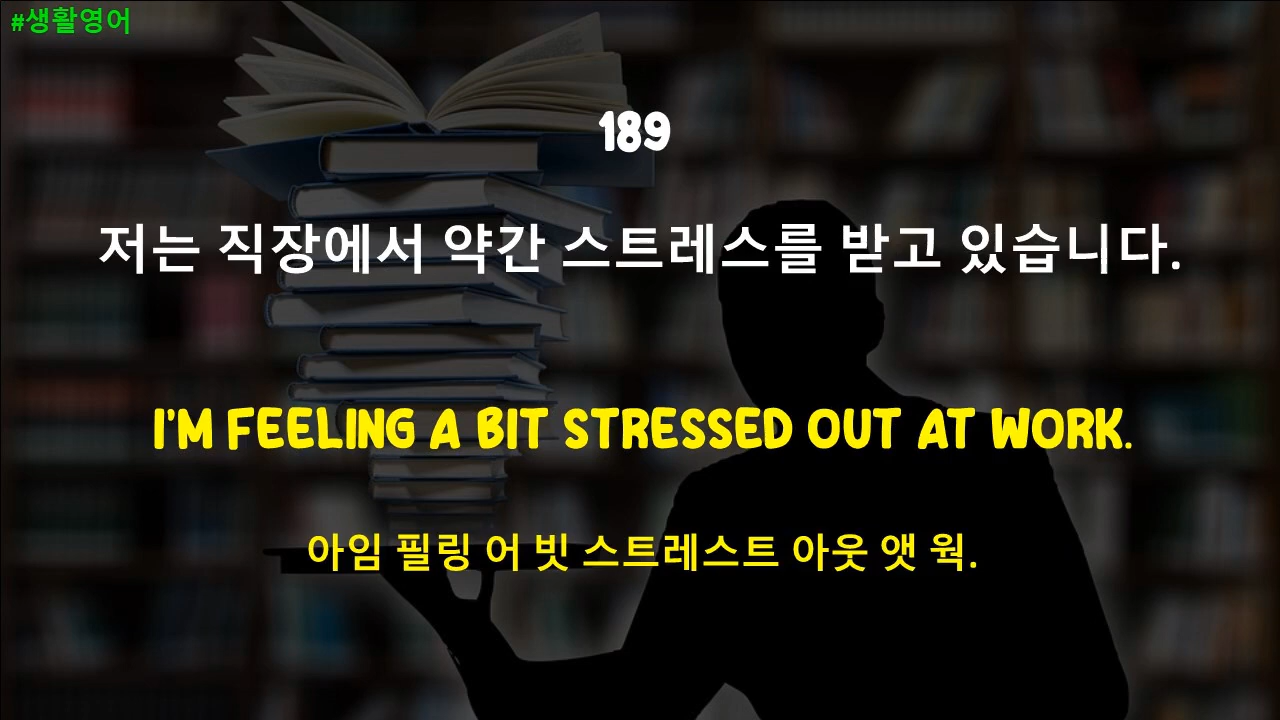 #생활영어
189
저는 직장에서 약간 스트레스를 받고 있습니다.
I'M FEELING A BIT STRESSED OUT AT WORK.
아임 필링 어 빗 스트레스트 아웃 앳 웍.